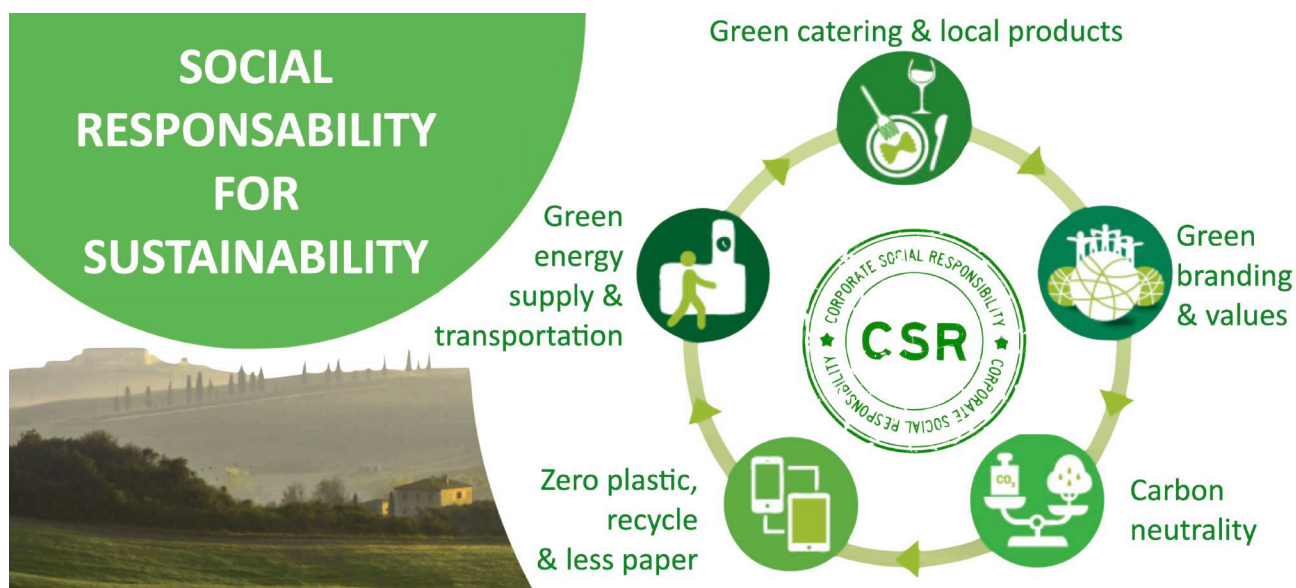 SOCIAL
RESPONSABILITY
FOR
SUSTAINABILITY
Green catering & local products
Green
branding
& values
Carbon
neutrality
CO₂
Zero plastic,
recycle
& less paper
Green
energy
supply &
transportation
CORPORATE SOCIAL RESPONSIBILITY
CSR
CORPORATE SOCIAL RESPONSIBILITY